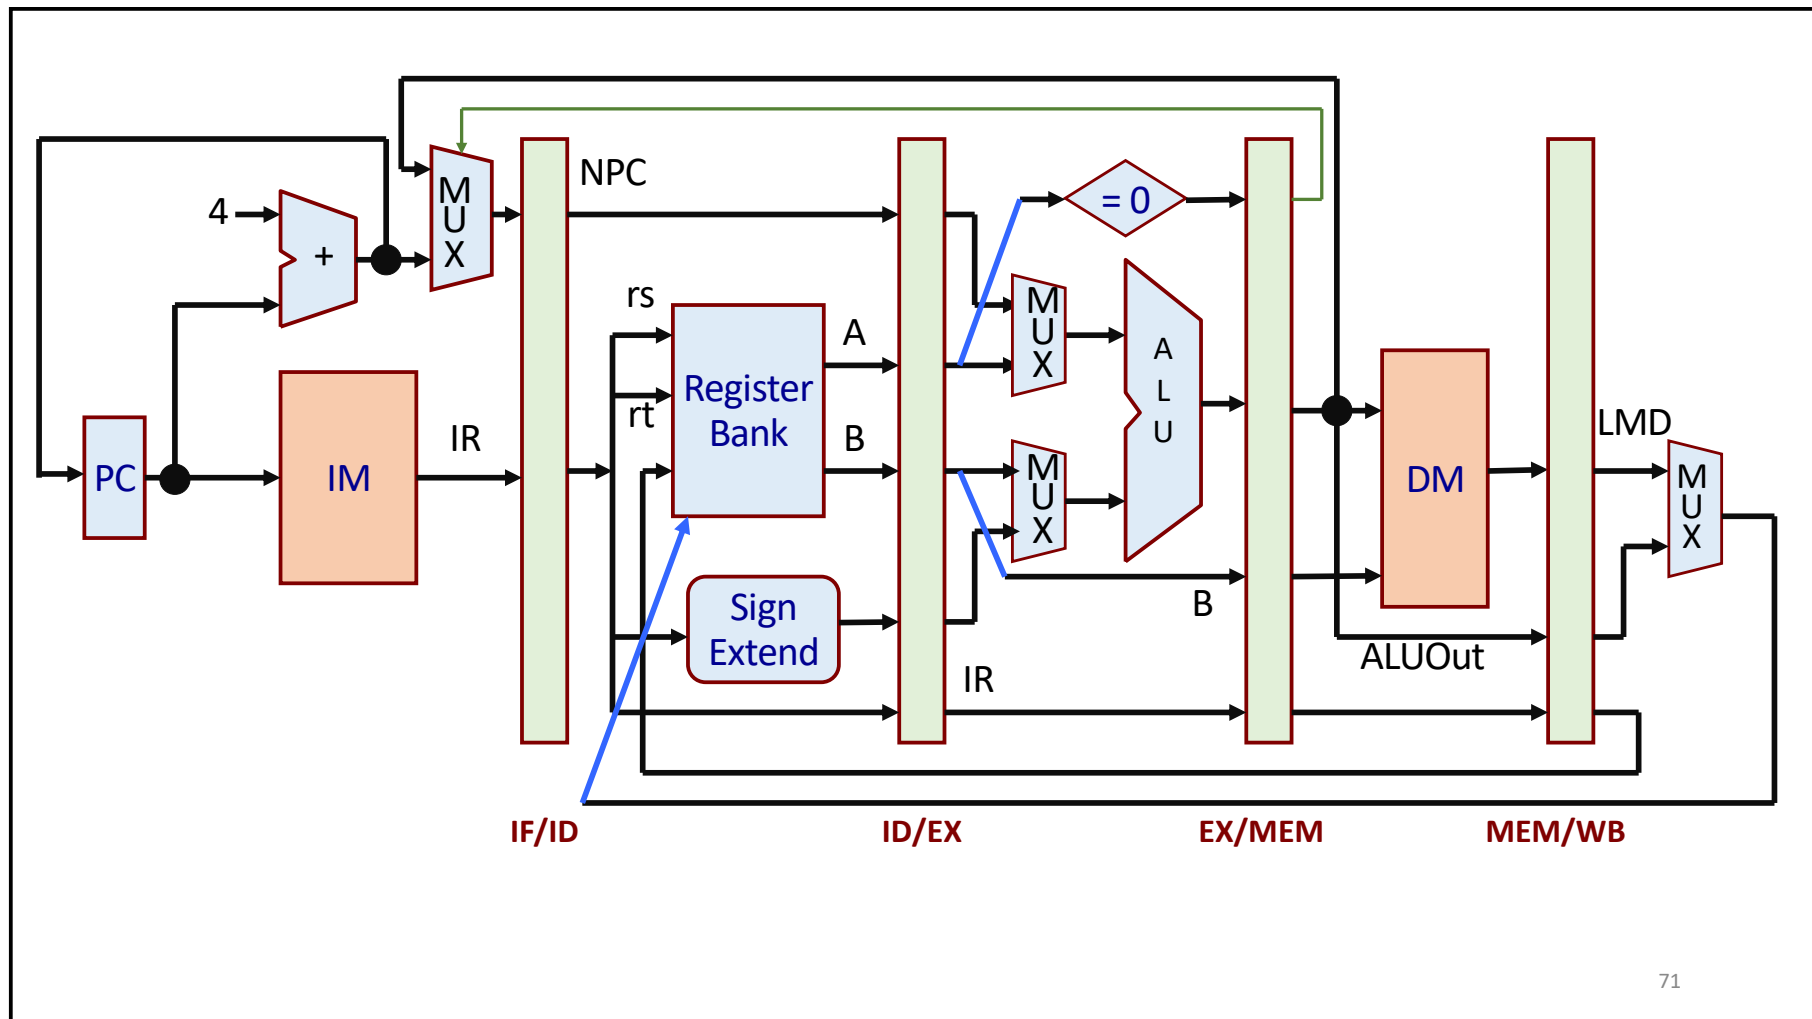 NPC
M
U
X
4
+
= 0
rs
M
U
X
A
A
L
U
Register
Bank
rt
IR
B
LMD
PC
IM
M
U
X
DM
M
U
X
Sign
Extend
B
ALUOut
IR
IF/ID
ID/EX
EX/MEM
MEM/WB
71